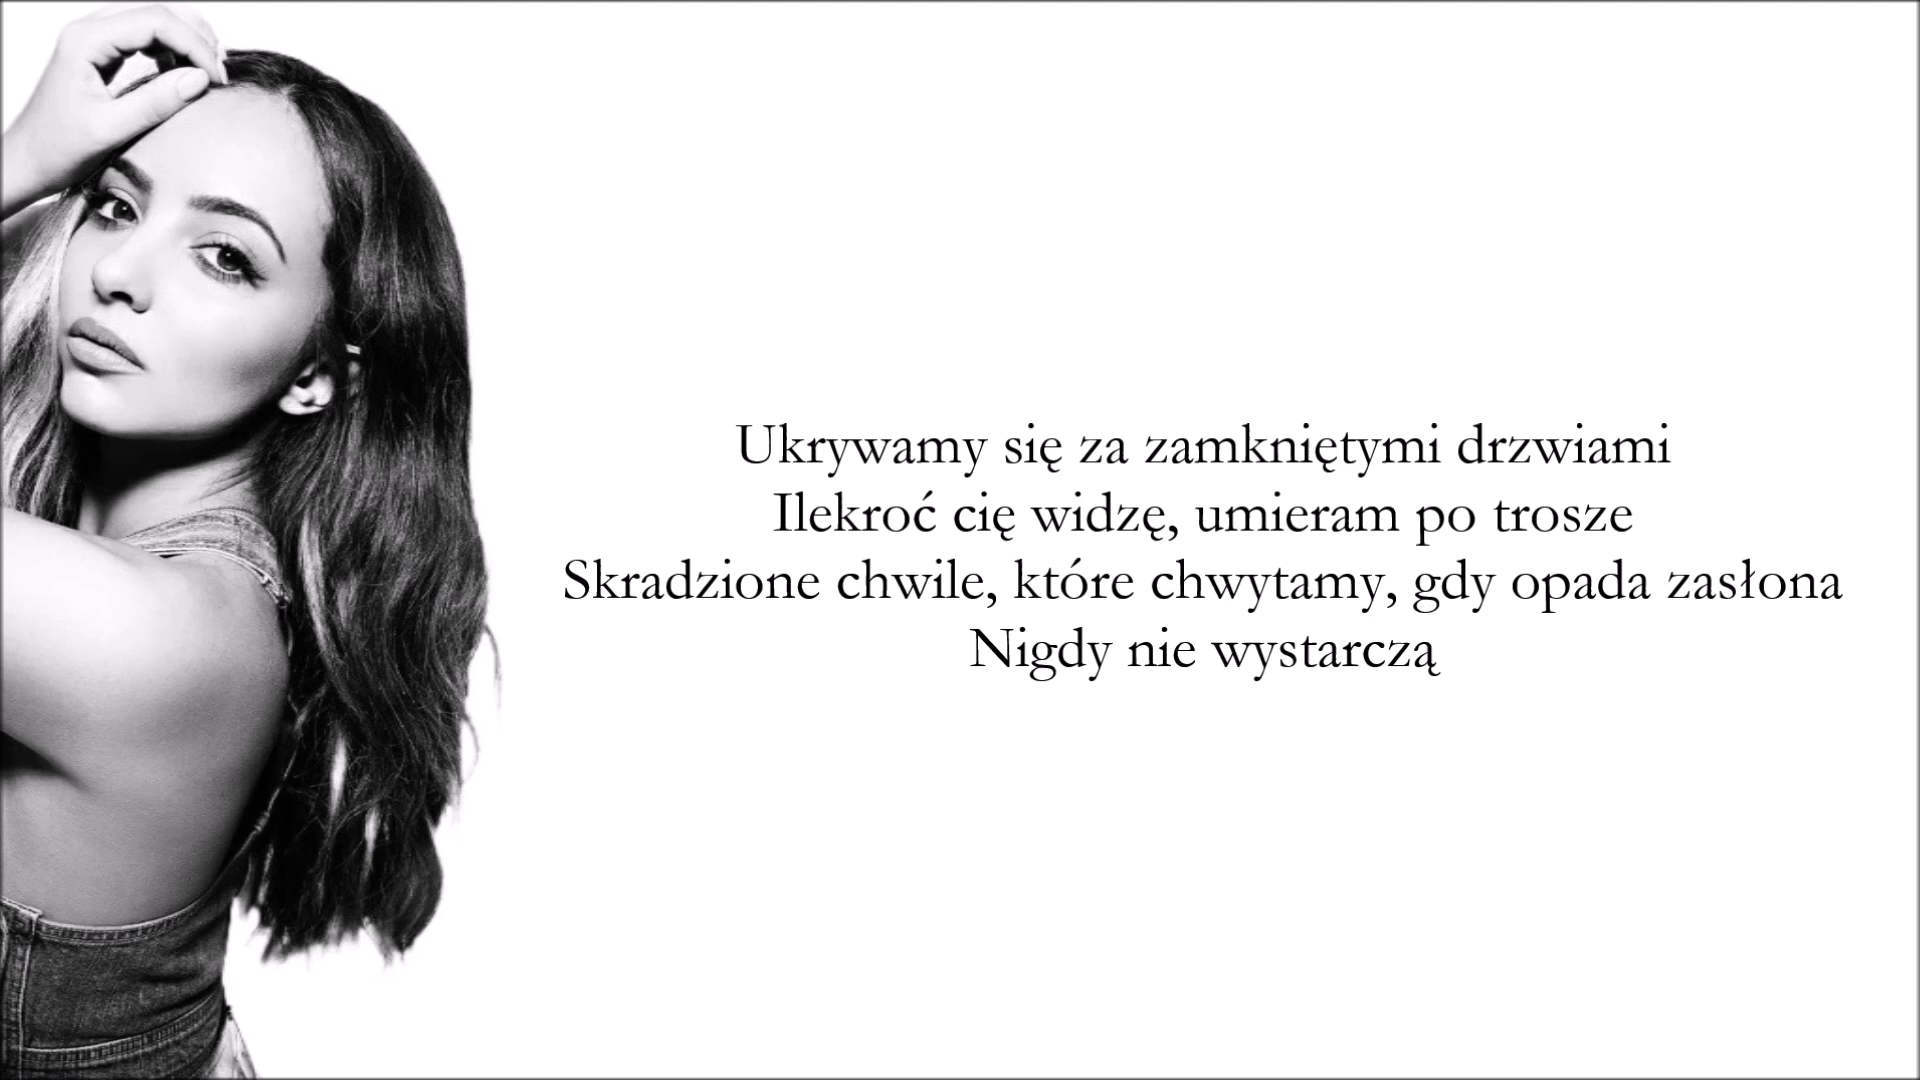 Ukrywamy się za zamkniętymi drzwiami
Ilekroć cię widzę, umieram po trosze
Skradzione chwile, które chwytamy, gdy opada zasłona
Nigdy nie wystarczą